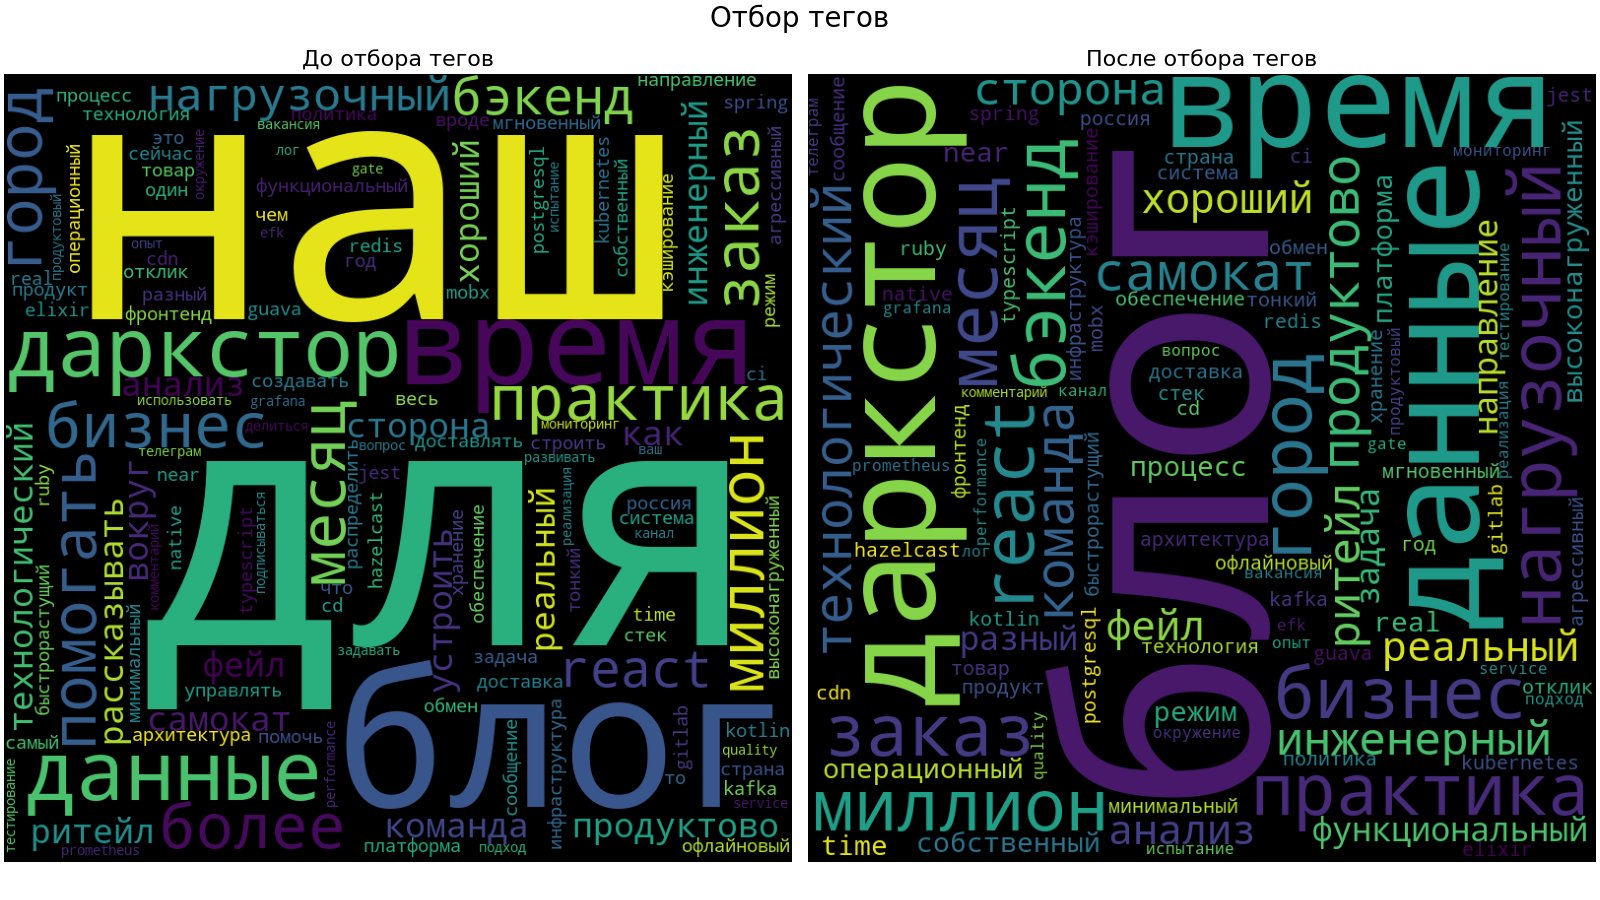 Отбор тегов
До отбора тегов
После отбора тегов
направление
процесс
нагрузочный
бэкенд
технология
политика
вроде
мгновенный
spring
город
это
вакансия
сейчас
лог
товар
один
окружение
gate
функциональный
наш
хороший
postgresql
испытание
kubernetes
собственный
инженерный
заказ
агрессивный
операционный
продуктовый
чем
efk
опыт
cdn
redis
год
отклик
кэширование
real
продукт
elixir
разный
фронтенд
guava
mobx
режим
даркстор
время
анализ
создавать
ci
использовать
grafana
весь
практика
бизнес
делиться
месяц
сторона
доставлять
мониторинг
строить
как
телеграм
вопрос
развивать
ваш
технологический
ruby
помогать
вокруг
near
jest
россия
система
канал
миллион
рассказывать
native
комментарий
typescript
подписываться
распределить
hazelcast
хранение
обеспечение
реальный
реализация
тонкий
для
что
cd
time
стек
быстрорастущий
минимальный
высоконагруженный
задавать
устроить
задача
фейл
управлять
доставка
react
самокат
обмен
архитектура
помочь
самый
performance
блог
gitlab
kotlin
quality
данные
сообщение
инфраструктура
то
страна
kafka
service
тестирование
ритейл
более
команда
продуктово
prometheus
платформа
подход
офлайновый
телеграм
сообщение
даркстор
сторона
время
jest
spring
россия
near
месяц
бэкенд
кэширование
страна
ci
система
мониторинг
хороший
продуктово
платформа
данные
высоконагруженный
нагрузочный
технологический
ruby
typescript
инфраструктура
обмен
самокат
native
grafana
mobx
обеспечение
тонкий
redis
направление
тестирование
реализация
блог
город
вопрос
доставка
стек
cd
хранение
продуктовый
комментарий
канал
react
команда
фронтенд
prometheus
performance
быстрорастущий
процесс
gate
мгновенный
ритейл
задача
gitlab
год
hazelcast
лог
архитектура
офлайновый
вакансия
агрессивный
kotlin
kafka
разный
postgresql
фейл
технология
efk
опыт
real
guava
реальный
товар
продукт
service
cdn
бизнес
отклик
подход
заказ
quality
режим
окружение
инженерный
операционный
политика
kubernetes
миллион
минимальный
практика
анализ
функциональный
time
собственный
испытание
elixir